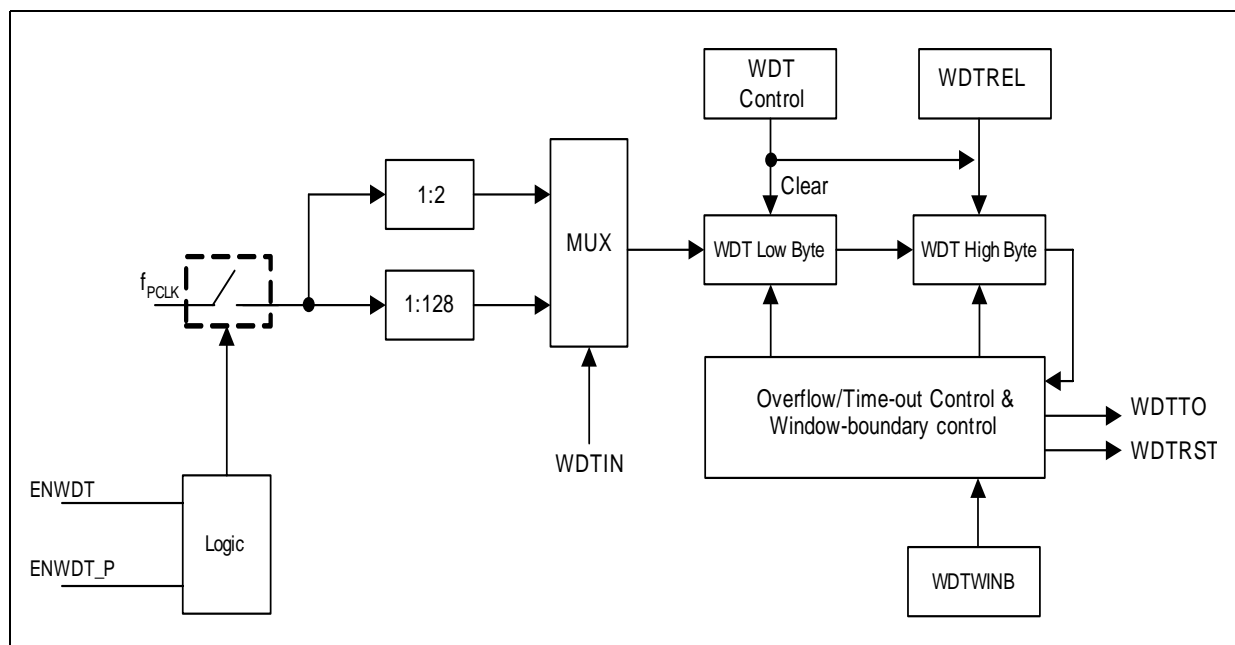 WDT
Control
WDTREL
1:2
Clear
MUX
WDT Low Byte
WDT High Byte
fPCLK
1:128
Overflow/Time-out Control &
Window-boundary control
WDTTO
WDTRST
WDTIN
ENWDT
Logic
ENWDT_P
WDTWINB